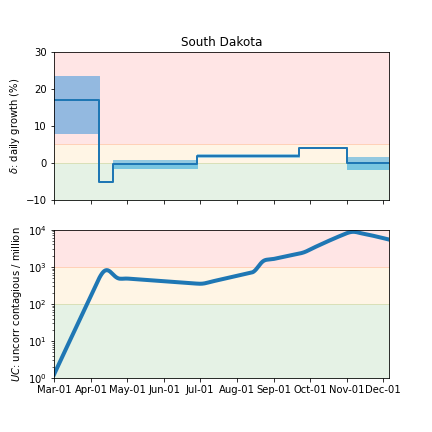 South Dakota
30
20
10
0
−10
δ: daily growth (%)
10⁴
10³
10²
10¹
10⁰
UC: uncorr contagious / million
Mar-01 Apr-01 May-01 Jun-01 Jul-01 Aug-01 Sep-01 Oct-01 Nov-01 Dec-01